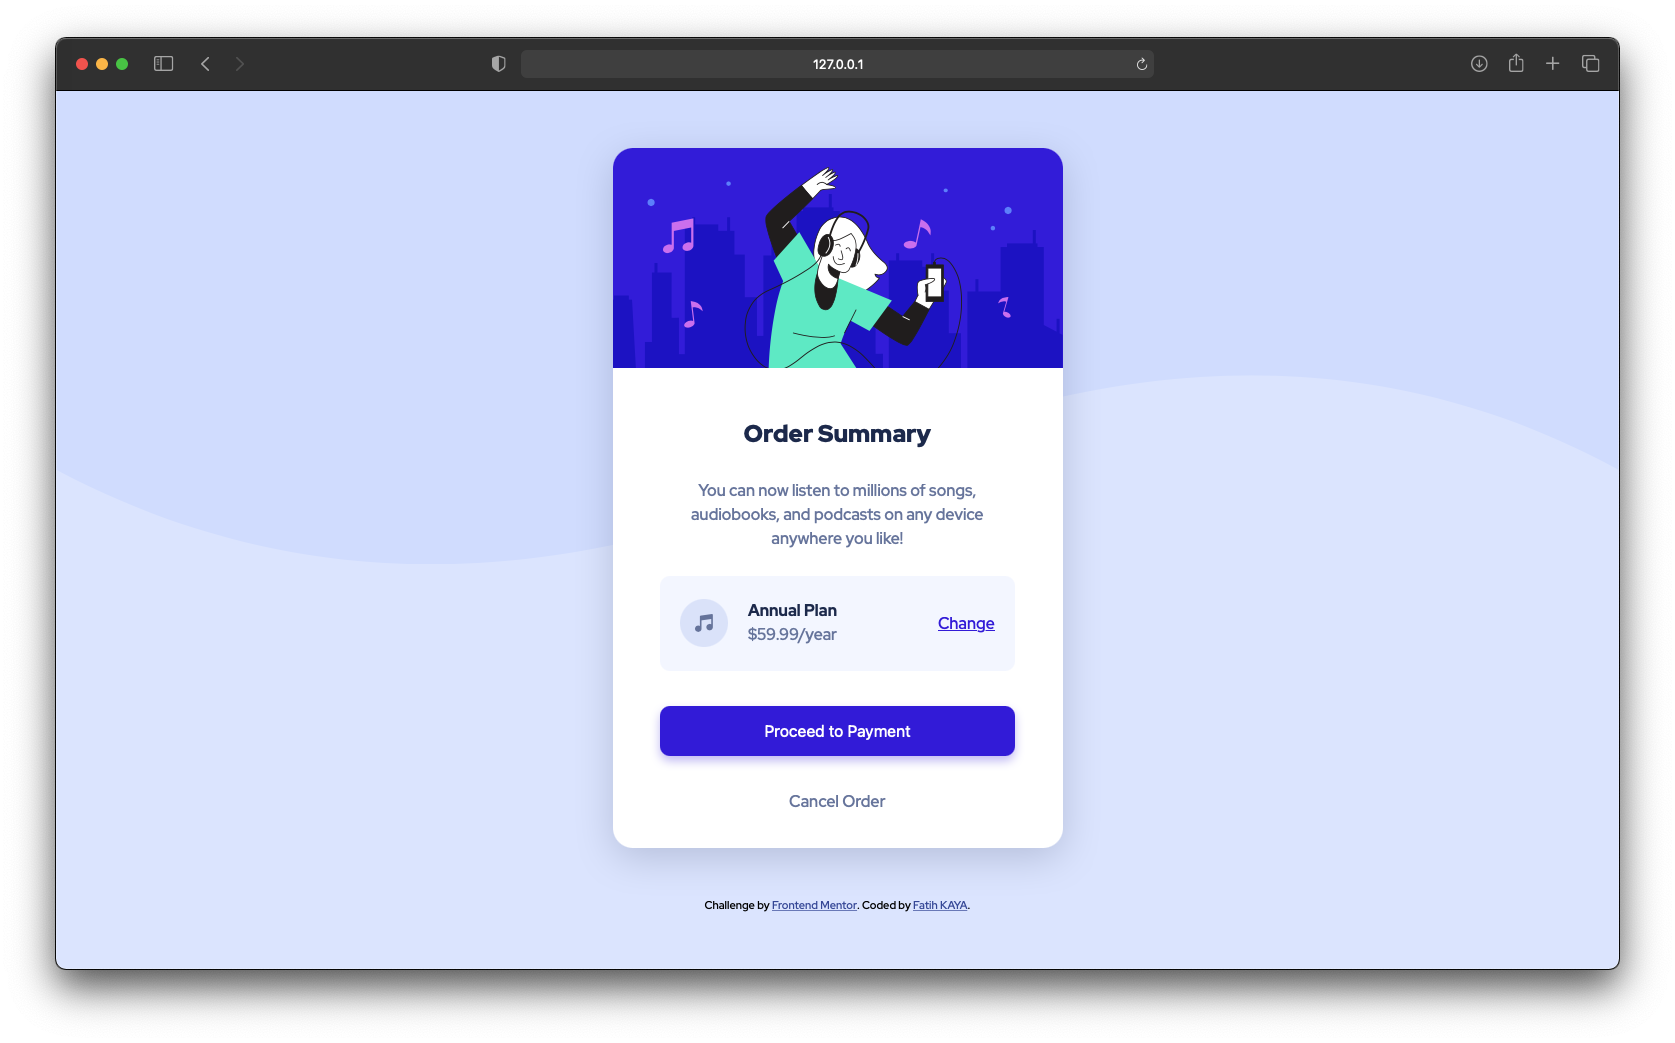 127.0.0.1
Order Summary
You can now listen to millions of songs,
audiobooks, and podcasts on any device
anywhere you like!
Annual Plan
$59.99/year
Change
Proceed to Payment
Cancel Order
Challenge by Frontend Mentor. Coded by Fatih KAYA.